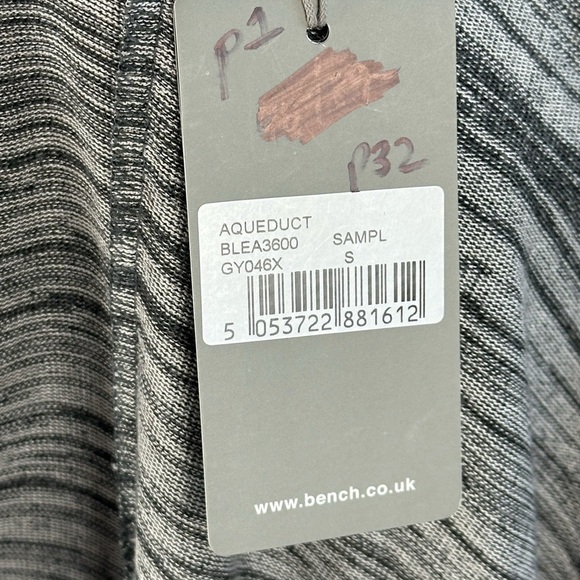 p1
p32
AQUEDUCT
BLEA3600 SAMPL
GY046X S
5 053722 881612
www.bench.co.uk